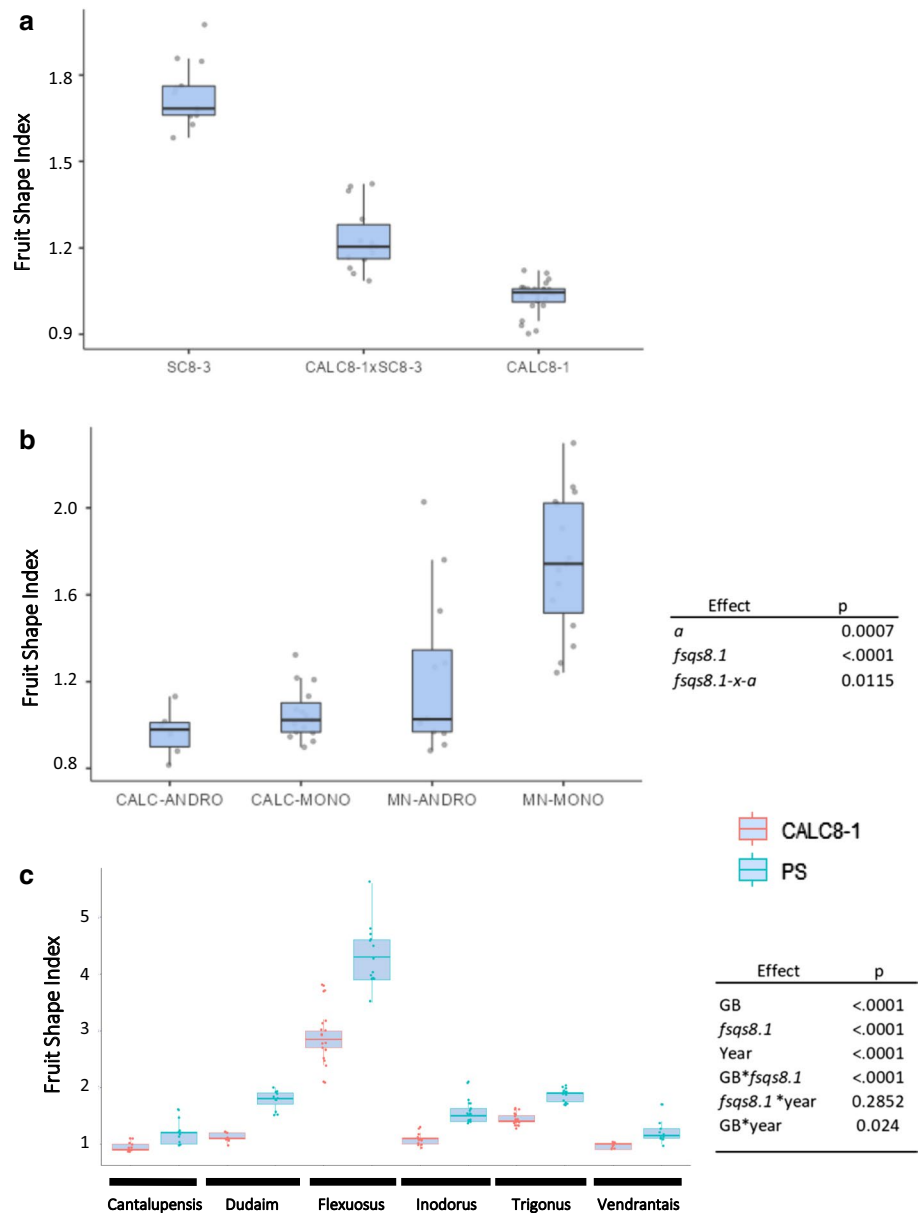 a
Fruit Shape Index
1.8
1.5
1.2
0.9
SC8-3
CALC8-1xSC8-3
CALC8-1
b
Fruit Shape Index
2.0
1.6
1.2
0.8
CALC-ANDRO
CALC-MONO
MN-ANDRO
MN-MONO
Effect p
a 0.0007
fsqs8.1 <.0001
fsqs8.1-x-a 0.0115
CALC8-1
PS
c
Fruit Shape Index
5
4
3
2
1
Cantalupensis
Dudaim
Flexuosus
Inodorus
Trigonus
Vendrantais
Effect p
GB <.0001
fsqs8.1 <.0001
Year <.0001
GB*fsqs8.1 <.0001
fsqs8.1*year 0.2852
GB*year 0.024